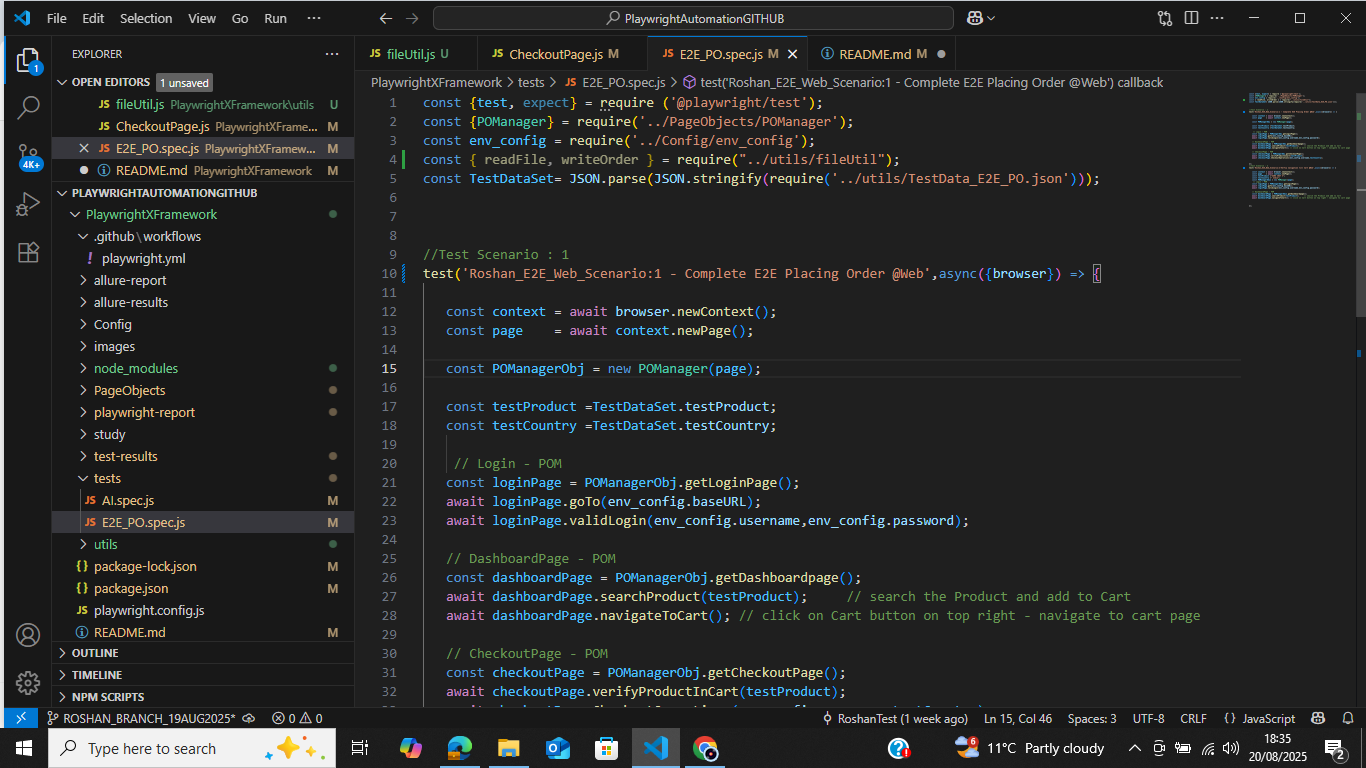 File Edit Selection View Go Run ··· PlaywrightAutomationGITHUB
EXPLORER
OPEN EDITORS 1 unsaved
JS fileUtil.js PlaywrightXFramework\utils U
JS CheckoutPage.js PlaywrightXFrame... M
JS E2E_PO.spec.js PlaywrightXFramew... M
README.md PlaywrightXFramework M
PLAYWRIGHTAUTOMATIONGITHUB
PlaywrightXFramework
.github\workflows
! playwright.yml
allure-report
allure-results
Config
images
node_modules
PageObjects
playwright-report
study
test-results
tests
JS AI.spec.js M
JS E2E_PO.spec.js M
utils
{} package-lock.json M
{} package.json M
JS playwright.config.js
README.md M
OUTLINE
TIMELINE
NPM SCRIPTS
1
4K+
JS fileUtil.js U JS CheckoutPage.js M JS E2E_PO.spec.js M README.md M
PlaywrightXFramework > tests > JS E2E_PO.spec.js > test('Roshan_E2E_Web_Scenario:1 - Complete E2E Placing Order @Web') callback
1 const {test, expect} = require ('@playwright/test');
2 const {POManager} = require('../PageObjects/POManager');
3 const env_config = require('../Config/env_config');
4 const { readFile, writeOrder } = require("../utils/fileUtil");
5 const TestDataSet= JSON.parse(JSON.stringify(require('../utils/TestData_E2E_PO.json')));
6
7
8
9 //Test Scenario : 1
10 test('Roshan_E2E_Web_Scenario:1 - Complete E2E Placing Order @Web',async({browser}) => {
11
12 const context = await browser.newContext();
13 const page    = await context.newPage();
14
15 const POManagerObj = new POManager(page);
16
17 const testProduct =TestDataSet.testProduct;
18 const testCountry =TestDataSet.testCountry;
19
20 // Login - POM
21 const loginPage = POManagerObj.getLoginPage();
22 await loginPage.goTo(env_config.baseURL);
23 await loginPage.validLogin(env_config.username,env_config.password);
24
25 // DashboardPage - POM
26 const dashboardPage = POManagerObj.getDashboardpage();
27 await dashboardPage.searchProduct(testProduct);     // search the Product and add to Cart
28 await dashboardPage.navigateToCart(); // click on Cart button on top right - navigate to cart page
29
30 // CheckoutPage - POM
31 const checkoutPage = POManagerObj.getCheckoutPage();
32 await checkoutPage.verifyProductInCart(testProduct);
ROSHAN_BRANCH_19AUG2025* 0 0 RoshanTest (1 week ago) Ln 15, Col 46 Spaces: 3 UTF-8 CRLF {} JavaScript
Type here to search 6 11°C Partly cloudy 18:35
20/08/2025 2